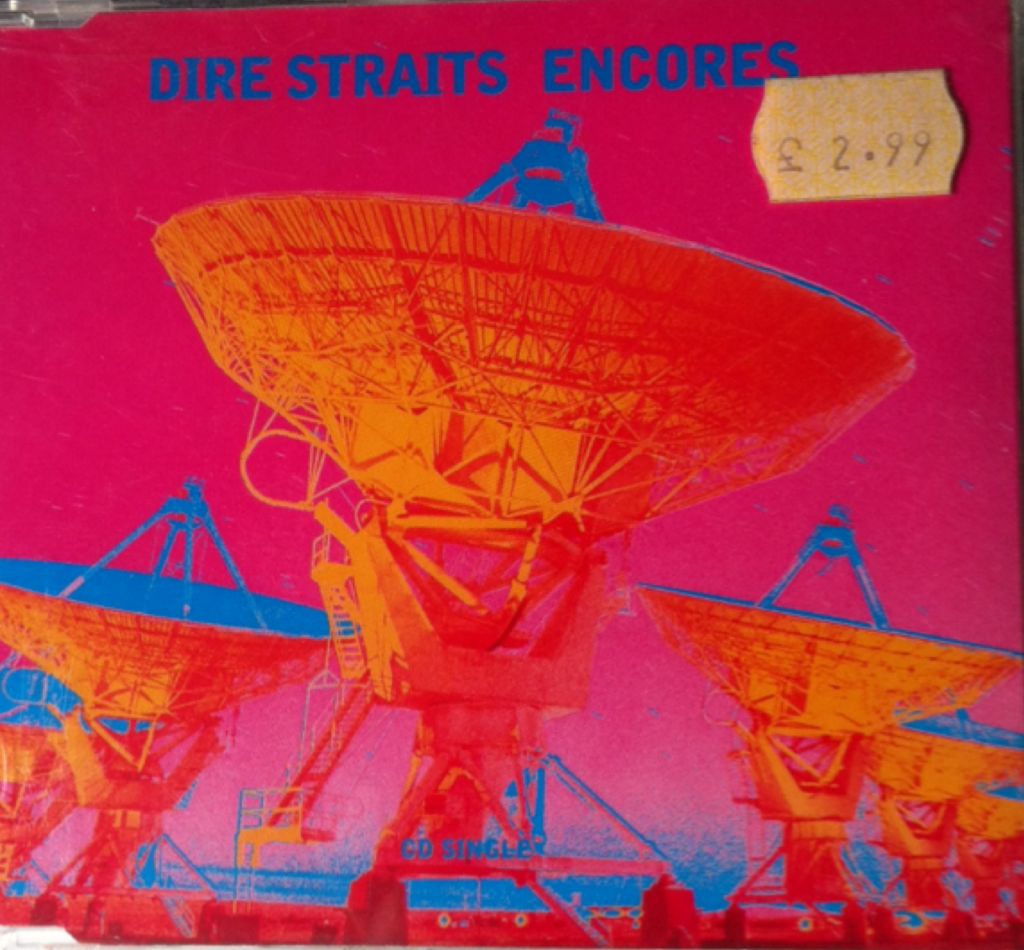 DIRE STRAITS ENCORES
£ 2.99
CD SINGLE